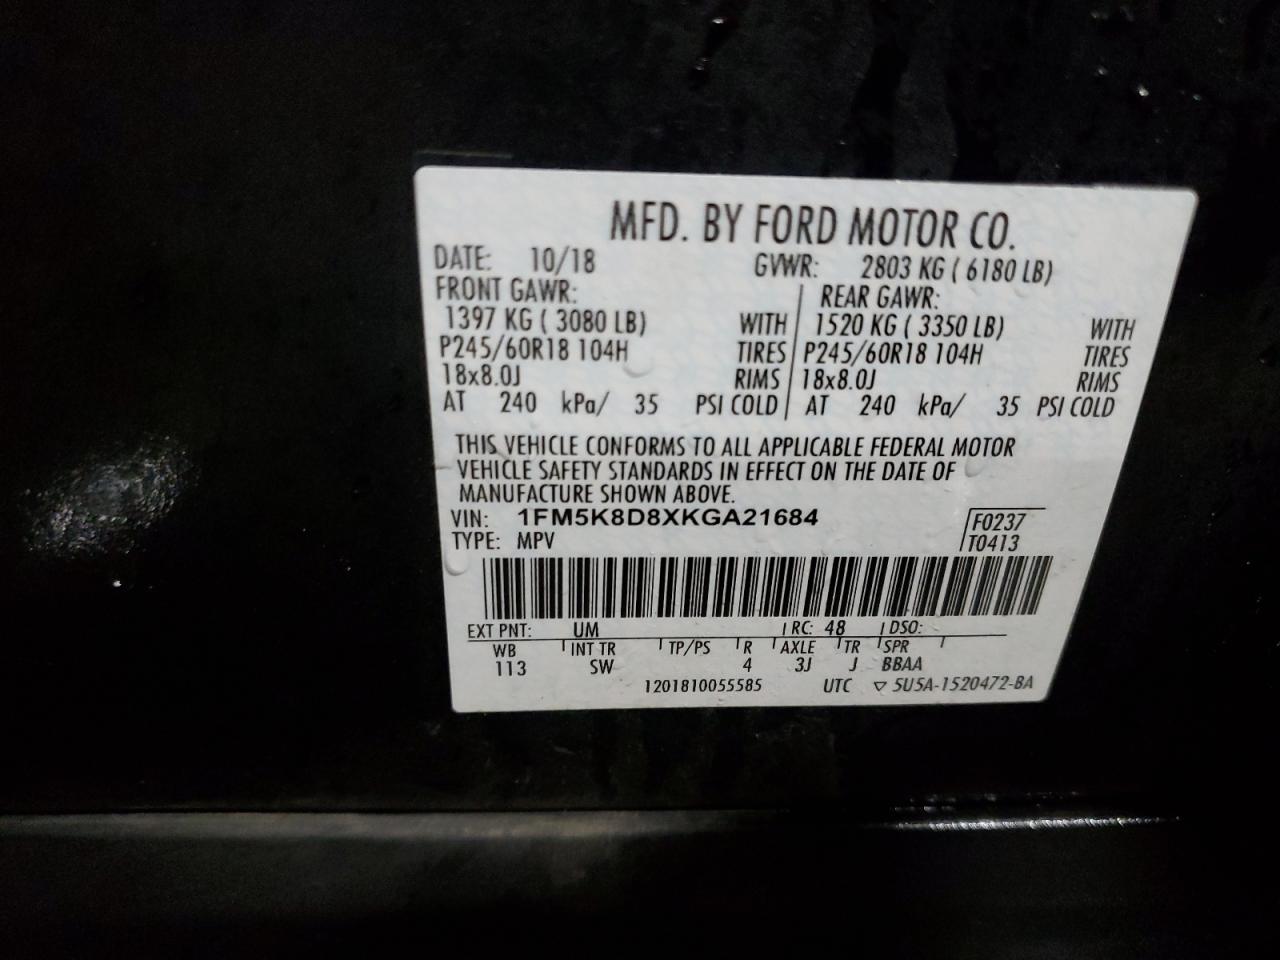 MFD. BY FORD MOTOR CO.
DATE: 10/18 GVWR: 2803 KG ( 6180 LB)
FRONT GAWR: REAR GAWR:
1397 KG ( 3080 LB) WITH 1520 KG ( 3350 LB) WITH
P245/60R18 104H TIRES P245/60R18 104H TIRES
18x8.0J RIMS 18x8.0J RIMS
AT 240 kPa/ 35 PSI COLD AT 240 kPa/ 35 PSI COLD
THIS VEHICLE CONFORMS TO ALL APPLICABLE FEDERAL MOTOR
VEHICLE SAFETY STANDARDS IN EFFECT ON THE DATE OF
MANUFACTURE SHOWN ABOVE.
VIN: 1FM5K8D8XKGA21684 F0237
TYPE: MPV T0413
EXT PNT: UM RC: 48 DSO:
WB INT TR TP/PS R AXLE TR SPR
113 SW 4 3J J BBAA
1201810055585 UTC ▽ 5U5A-1520472-BA